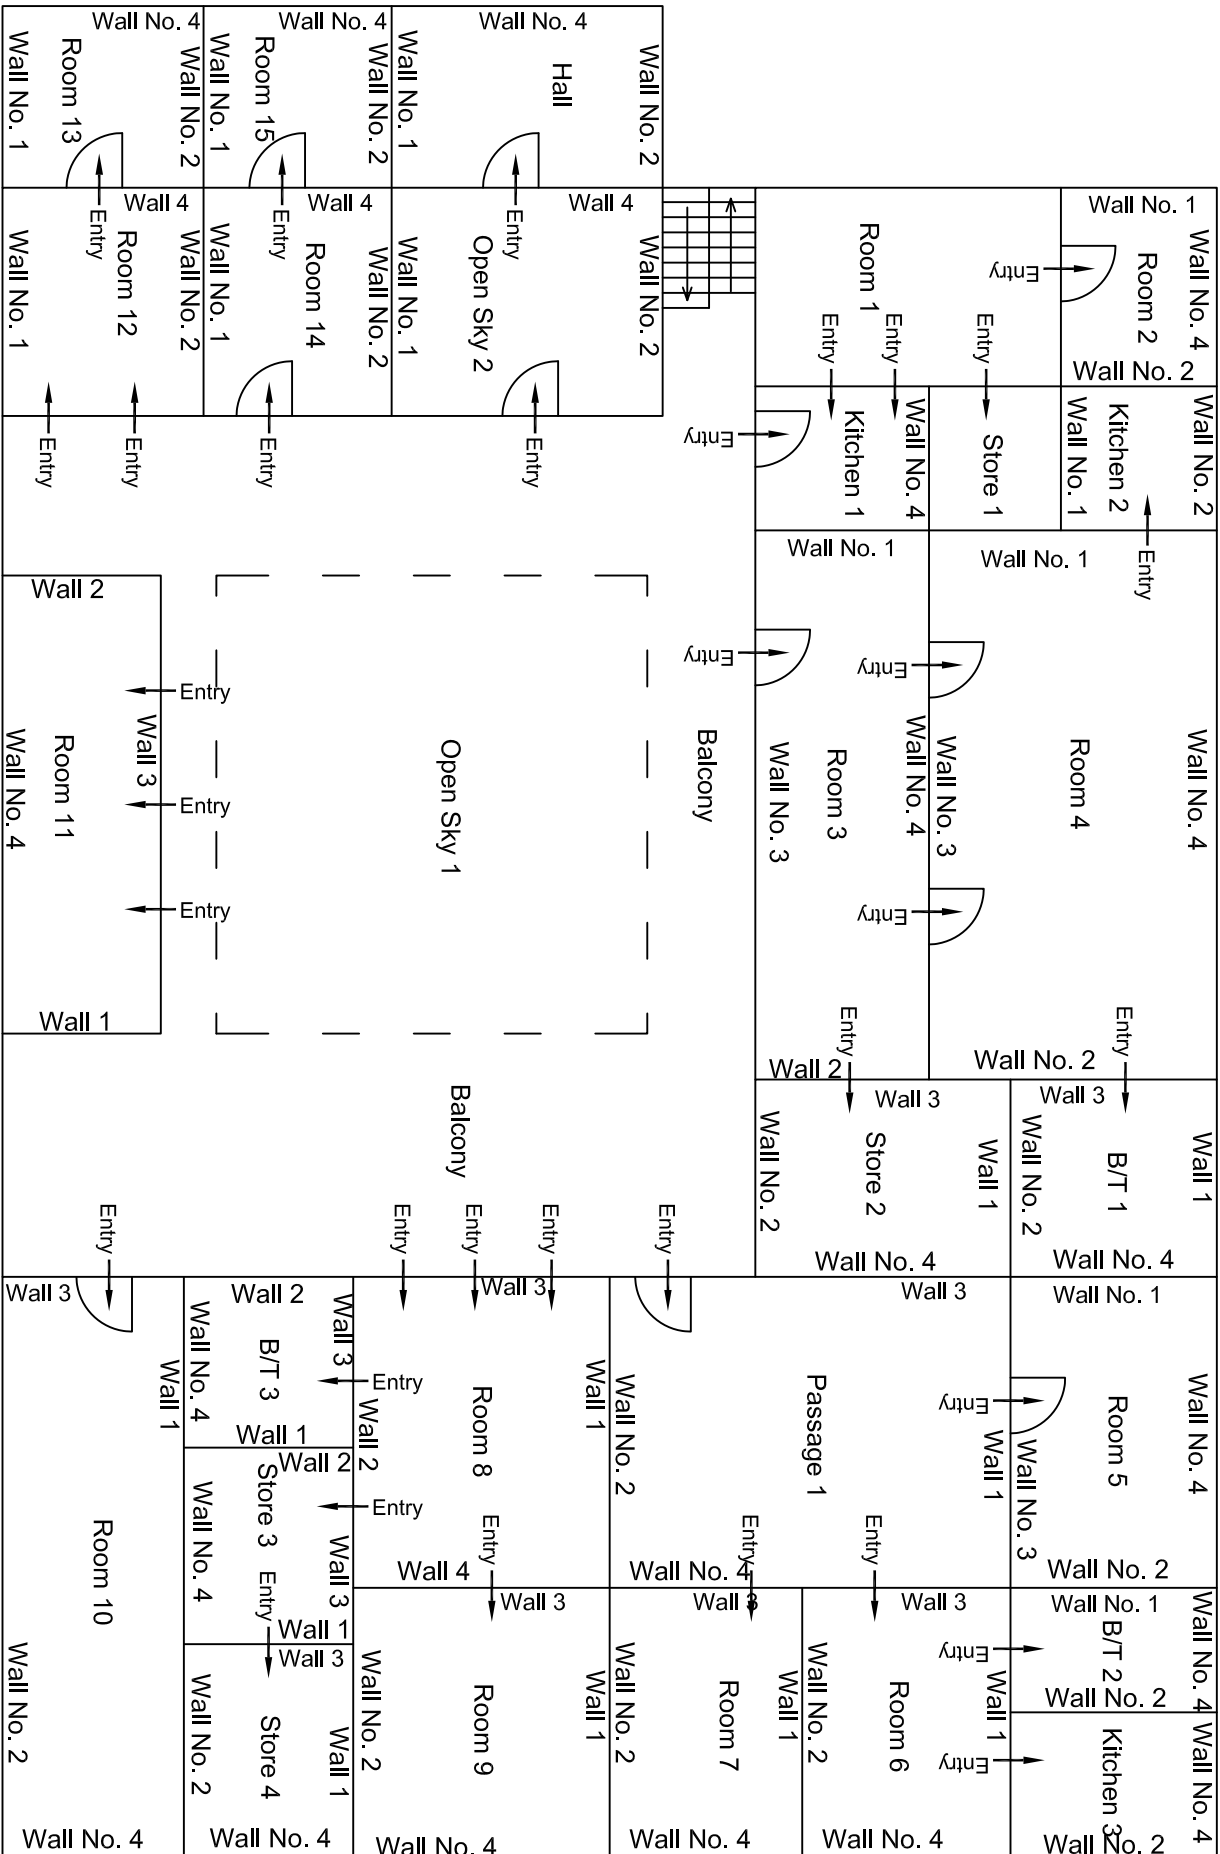 Wall No. 4
Wall No. 1
Room 13
Wall No. 2
Entry
Wall No. 4
Wall No. 1
Room 15
Wall No. 2
Entry
Wall No. 4
Wall No. 1
Hall
Wall No. 2
Entry
Wall 4
Wall No. 1
Room 12
Wall No. 2
Entry
Entry
Wall 4
Wall No. 1
Room 14
Wall No. 2
Entry
Wall 4
Wall No. 1
Open Sky 2
Wall No. 2
Entry
Room 1
Entry
Entry
Entry
Entry
Wall No. 1
Wall No. 4
Room 2
Wall No. 2
Entry
Kitchen 1
Wall No. 4
Store 1
Wall No. 1
Kitchen 2
Wall No. 2
Entry
Wall 2
Wall 3
Room 11
Wall No. 4
Wall 1
Entry
Entry
Entry
Open Sky 1
Balcony
Entry
Wall No. 1
Wall No. 3
Room 3
Wall No. 4
Wall 2
Entry
Entry
Entry
Wall No. 1
Wall No. 3
Room 4
Wall No. 4
Wall No. 2
Entry
Balcony
Wall 3
Wall No. 2
Store 2
Wall 1
Wall No. 4
Wall 3
Wall No. 2
B/T 1
Wall 1
Wall No. 4
Entry
Entry
Entry
Entry
Entry
Wall 3
Wall 1
Room 10
Wall No. 2
Wall No. 4
Wall 2
Wall No. 4
B/T 3
Wall 3
Wall 1
Entry
Wall 2
Wall No. 4
Store 3
Wall 3
Wall 1
Entry
Entry
Wall 3
Wall No. 2
Store 4
Wall 1
Wall No. 4
Wall 3
Wall 2
Room 8
Wall 1
Wall 4
Entry
Wall 3
Wall No. 2
Room 9
Wall 1
Wall No. 4
Wall 3
Wall No. 2
Passage 1
Wall 1
Wall No. 4
Entry
Entry
Entry
Wall 3
Wall No. 2
Room 7
Wall 1
Wall No. 4
Wall 3
Wall No. 2
Room 6
Wall 1
Wall No. 4
Entry
Entry
Wall No. 1
Wall No. 3
Room 5
Wall No. 4
Wall No. 2
Wall No. 1
B/T 2
Wall No. 4
Wall No. 2
Kitchen 3
Wall No. 4
Wall No. 2